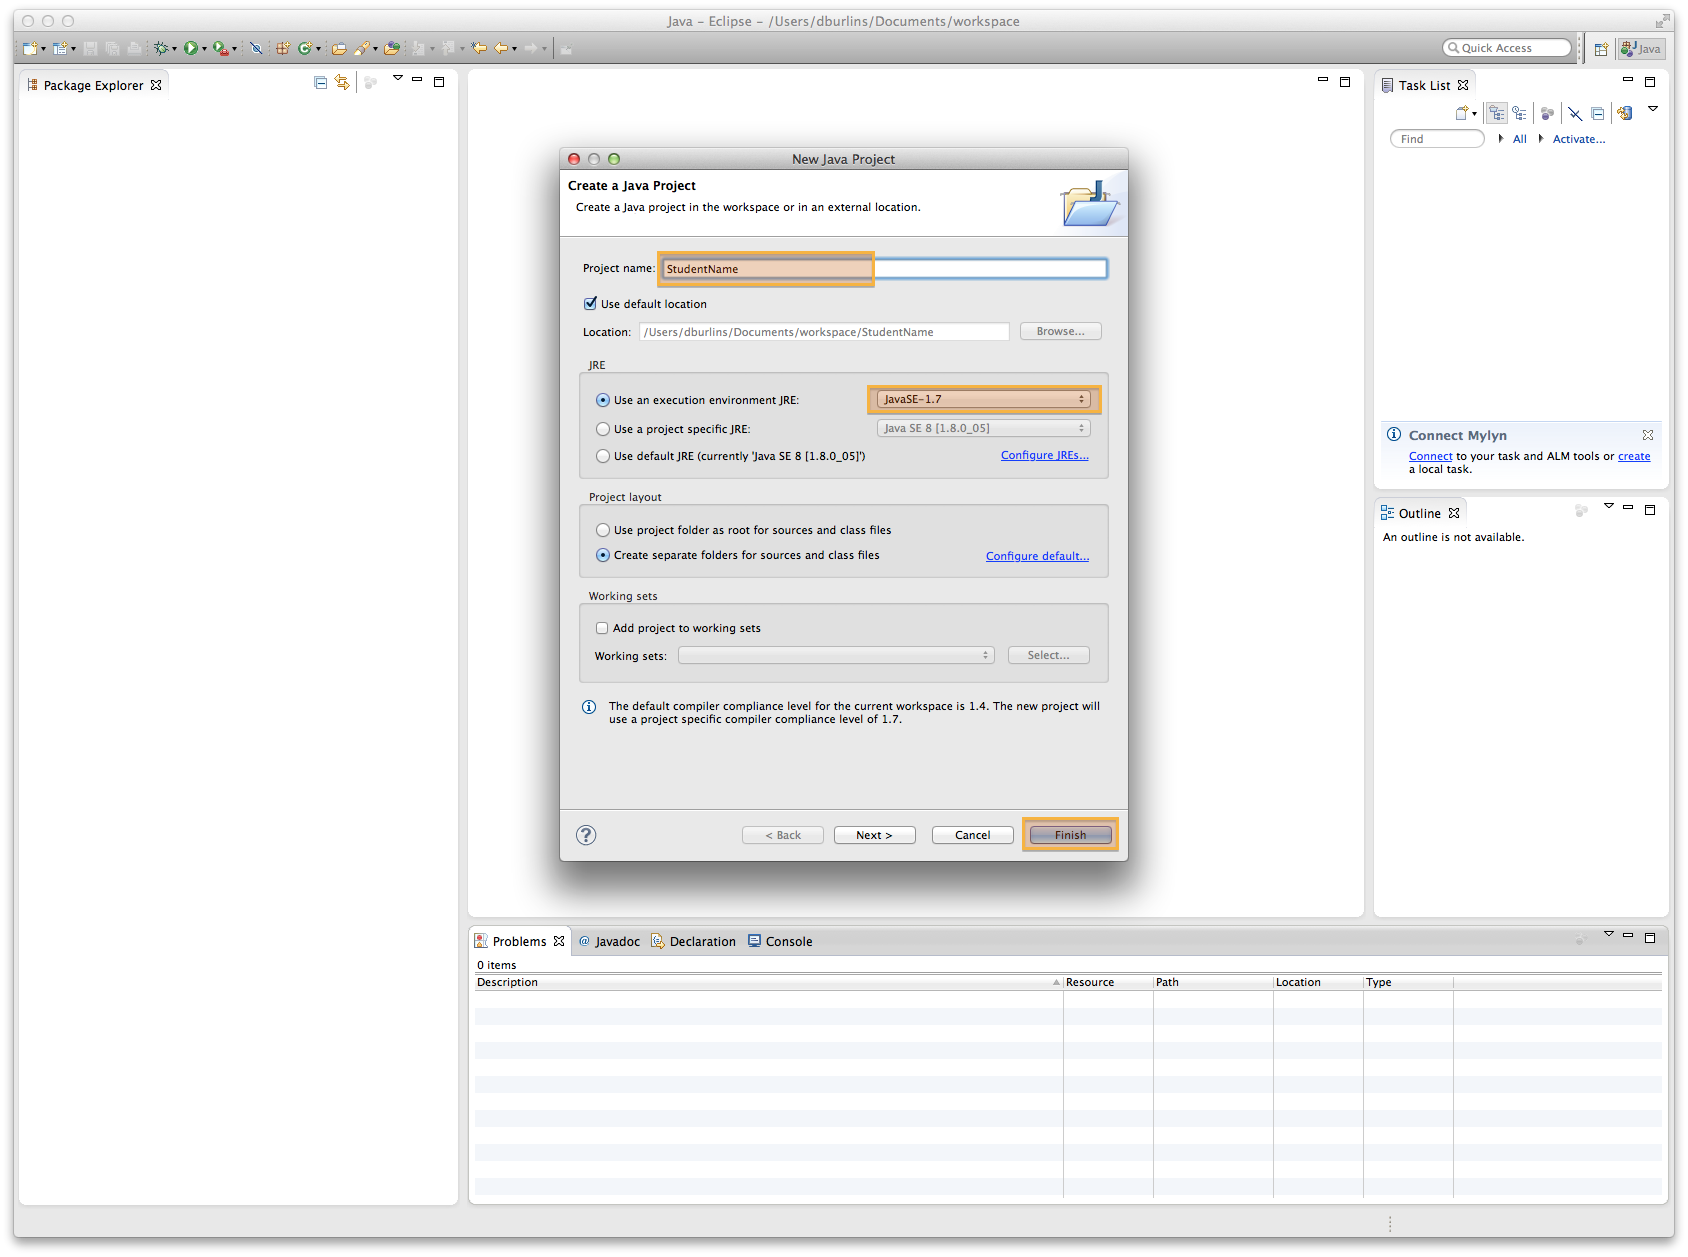 Java – Eclipse – /Users/dburlins/Documents/workspace
Quick Access
Java
Package Explorer
Task List
Find
All
Activate...
New Java Project
Create a Java Project
Create a Java project in the workspace or in an external location.
Project name: StudentName
Use default location
Location: /Users/dburlins/Documents/workspace/StudentName Browse...
JRE
Use an execution environment JRE: JavaSE-1.7
Use a project specific JRE: Java SE 8 [1.8.0_05]
Use default JRE (currently 'Java SE 8 [1.8.0_05]') Configure JREs...
Project layout
Use project folder as root for sources and class files
Create separate folders for sources and class files Configure default...
Working sets
Add project to working sets
Working sets: Select...
The default compiler compliance level for the current workspace is 1.4. The new project will
use a project specific compiler compliance level of 1.7.
? < Back Next > Cancel Finish
Connect Mylyn
Connect to your task and ALM tools or create
a local task.
Outline
An outline is not available.
Problems @ Javadoc Declaration Console
0 items
Description Resource Path Location Type